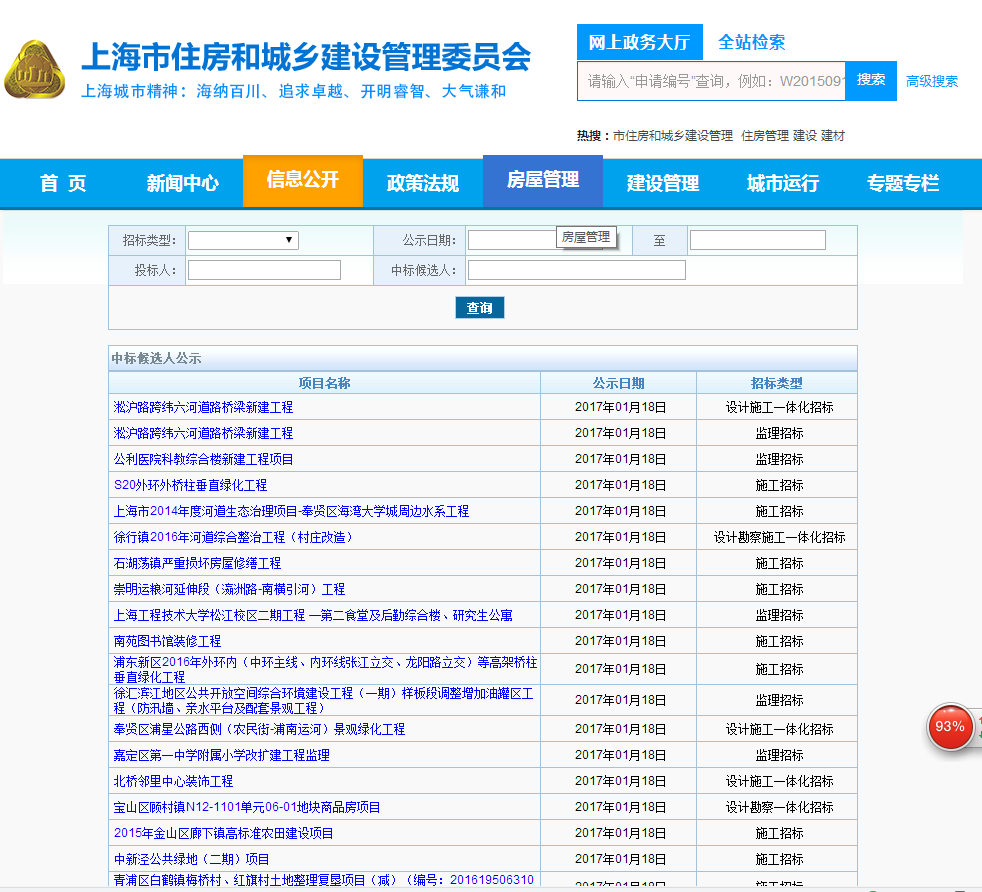 上海市住房和城乡建设管理委员会
上海城市精神：海纳百川、追求卓越、开明睿智、大气谦和
网上政务大厅 全站检索
请输入“申请编号”查询，例如：W2015091 搜索 高级搜索
热搜：市住房和城乡建设管理 住房管理 建设 建材
首 页 新闻中心 信息公开 政策法规 房屋管理 建设管理 城市运行 专题专栏
招标类型： 公示日期： 房屋管理 至
投标人： 中标候选人：
查询
中标候选人公示
项目名称 公示日期 招标类型
淞沪路跨纬六河道路桥梁新建工程 2017年01月18日 设计施工一体化招标
淞沪路跨纬六河道路桥梁新建工程 2017年01月18日 监理招标
公利医院科教综合楼新建工程项目 2017年01月18日 监理招标
S20外环外桥柱垂直绿化工程 2017年01月18日 施工招标
上海市2014年度河道生态治理项目-奉贤区海湾大学城周边水系工程 2017年01月18日 施工招标
徐行镇2016年河道综合整治工程（村庄改造） 2017年01月18日 设计勘察施工一体化招标
石湖荡镇严重损坏房屋修缮工程 2017年01月18日 施工招标
崇明运粮河延伸段（瀛洲路-南横引河）工程 2017年01月18日 施工招标
上海工程技术大学松江校区二期工程 —第二食堂及后勤综合楼、研究生公寓 2017年01月18日 监理招标
南苑图书馆装修工程 2017年01月18日 施工招标
浦东新区2016年外环内（中环主线、内环线张江立交、龙阳路立交）等高架桥柱
垂直绿化工程 2017年01月18日 施工招标
徐汇滨江地区公共开放空间综合环境建设工程（一期）样板段调整增加油罐区工
程（防汛墙、亲水平台及配套景观工程） 2017年01月18日 监理招标
奉贤区浦星公路西侧（农民街-浦南运河）景观绿化工程 2017年01月18日 设计施工一体化招标
嘉定区第一中学附属小学改扩建工程监理 2017年01月18日 监理招标
北桥邻里中心装饰工程 2017年01月18日 设计施工一体化招标
宝山区顾村镇N12-1101单元06-01地块商品房项目 2017年01月18日 设计勘察一体化招标
2015年金山区廊下镇高标准农田建设项目 2017年01月18日 施工招标
中新泾公共绿地（二期）项目 2017年01月18日 施工招标
青浦区白鹤镇梅桥村、红旗村土地整理复垦项目（减）（编号：201619506310 2017年01月18日 施工招标
93%